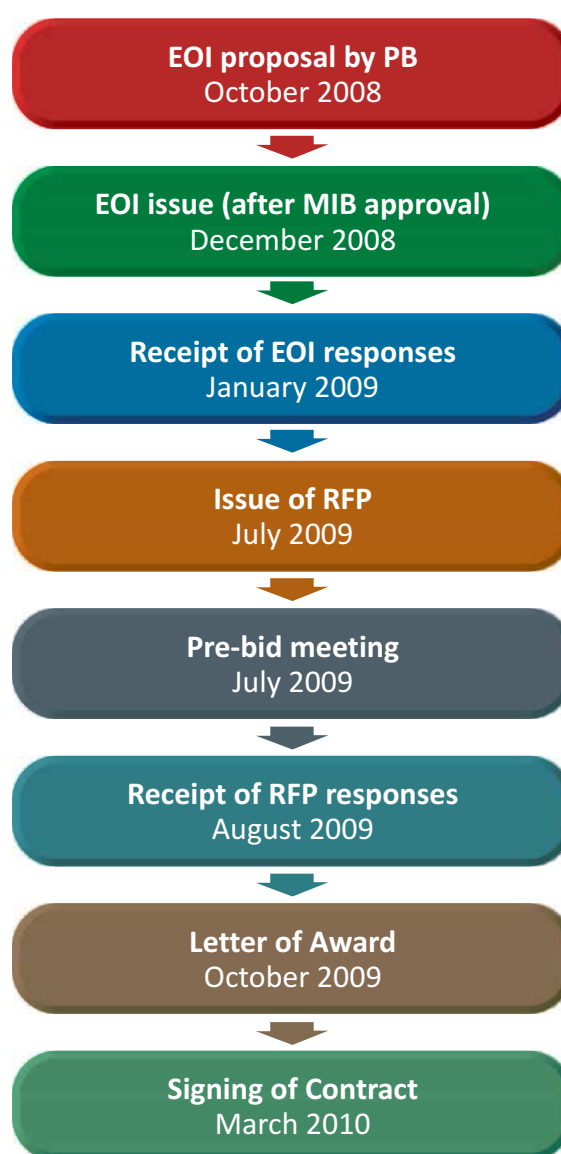 EOI proposal by PB
October 2008
EOI issue (after MIB approval)
December 2008
Receipt of EOI responses
January 2009
Issue of RFP
July 2009
Pre-bid meeting
July 2009
Receipt of RFP responses
August 2009
Letter of Award
October 2009
Signing of Contract
March 2010